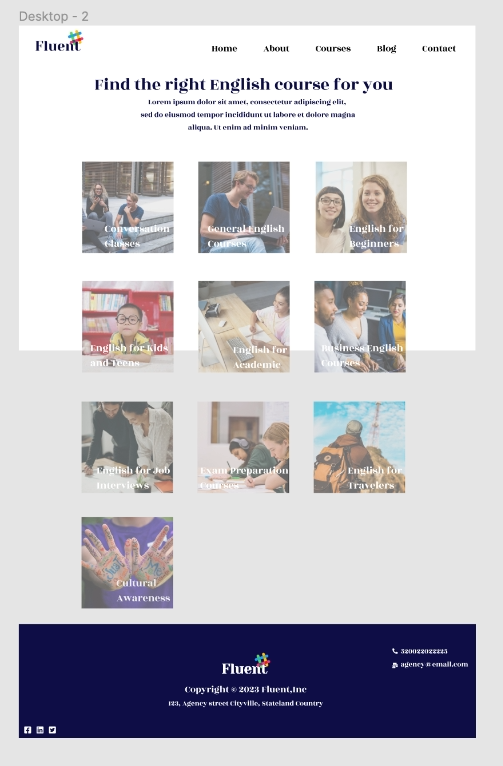 Desktop - 2
Fluent
Home About Courses Blog Contact
Find the right English course for you
Lorem ipsum dolor sit amet, consectetur adipiscing elit,
sed do eiusmod tempor incididunt ut labore et dolore magna
aliqua. Ut enim ad minim veniam,
Conversation
Classes
General English
Courses
English for
Beginners
English for Kids
and Teens
English for
Academic
Business English
Courses
English for Job
Interviews
Exam Preparation
Courses
English for
Travelers
Cultural
Awareness
520022022225
agency@email.com
Fluent
Copyright © 2023 Fluent,Inc
123, Agency street Cityville, Stateland Country